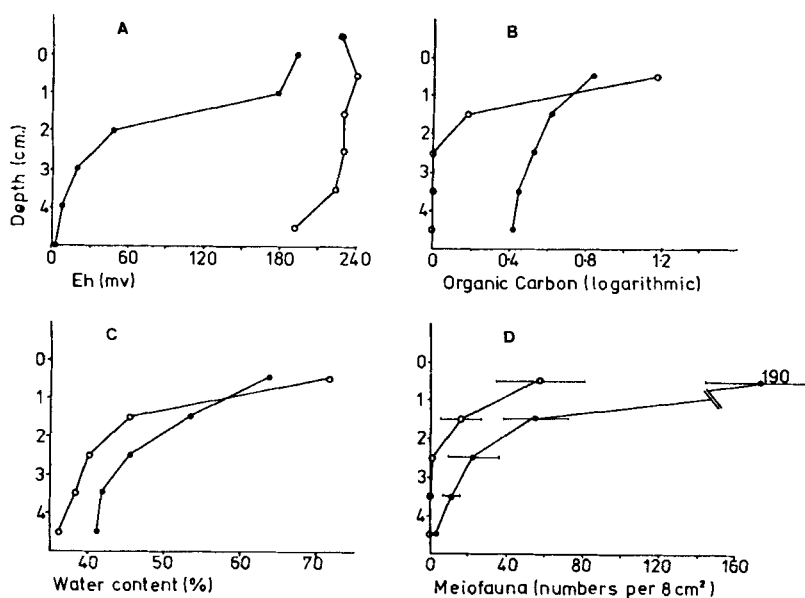 A
0
1
2
3
4
Depth (cm.)
0 60 120 180 240
Eh (mv)
B
0
1
2
3
4
0 0·4 0·8 1·2
Organic Carbon (logarithmic)
C
0
1
2
3
4
40 50 60 70
Water content (%)
D
190
0
1
2
3
4
0 40 80 120 160
Meiofauna (numbers per 8cm²)